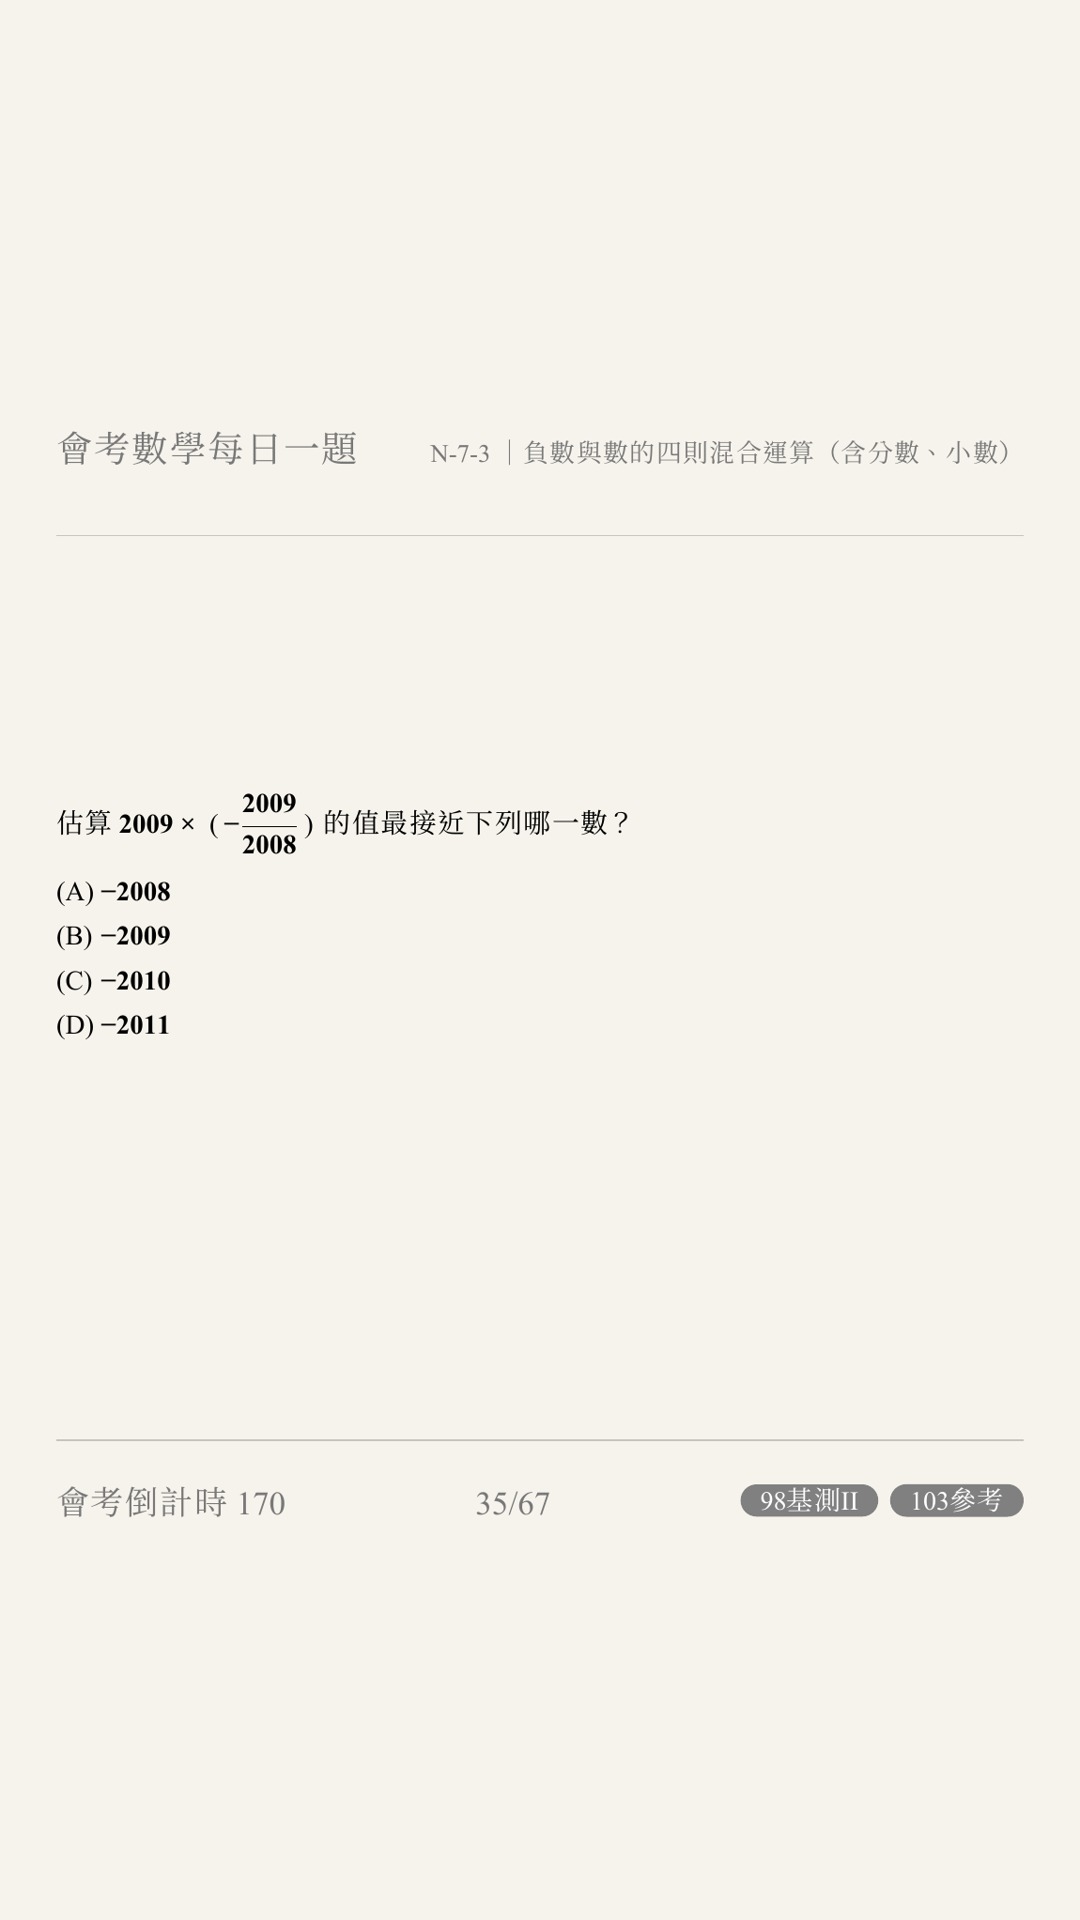 會考數學每日一題
N-7-3｜負數與數的四則混合運算（含分數、小數）
估算 2009 × (−2009/2008) 的值最接近下列哪一數？
(A) −2008
(B) −2009
(C) −2010
(D) −2011
會考倒計時 170
35/67
98基測II
103參考